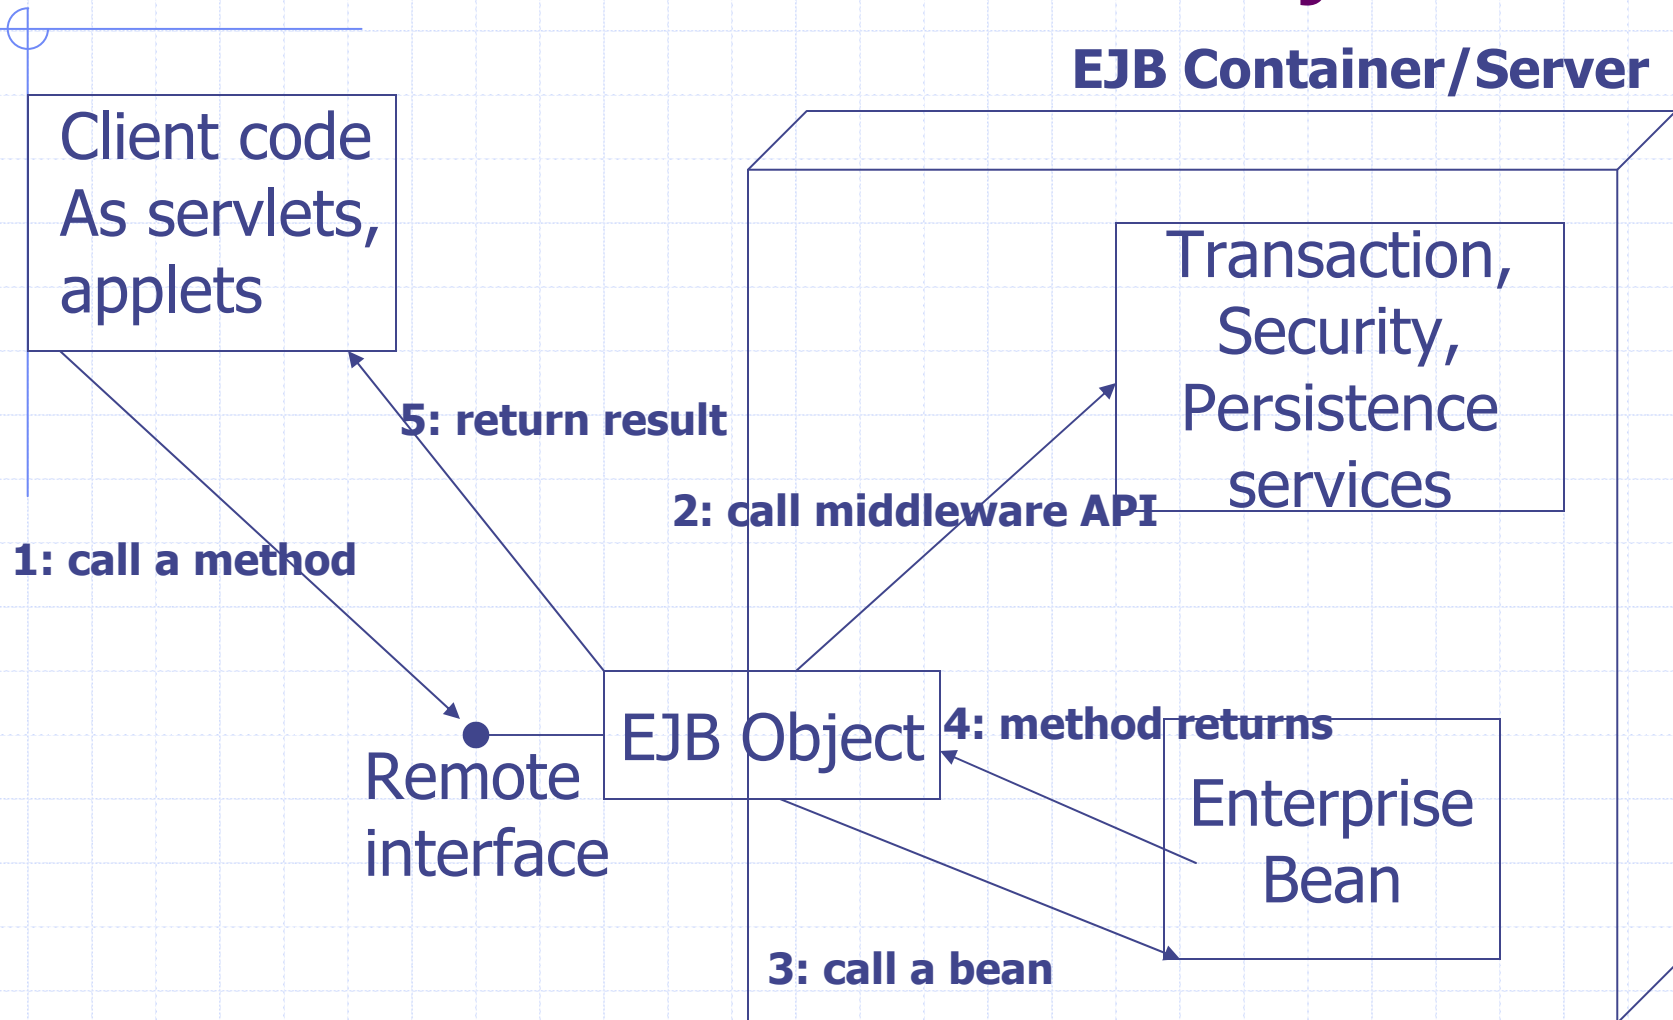 EJB Container/Server
Client code
As servlets,
applets
Transaction,
Security,
Persistence
services
5: return result
2: call middleware API
1: call a method
EJB Object
4: method returns
Remote
interface
Enterprise
Bean
3: call a bean